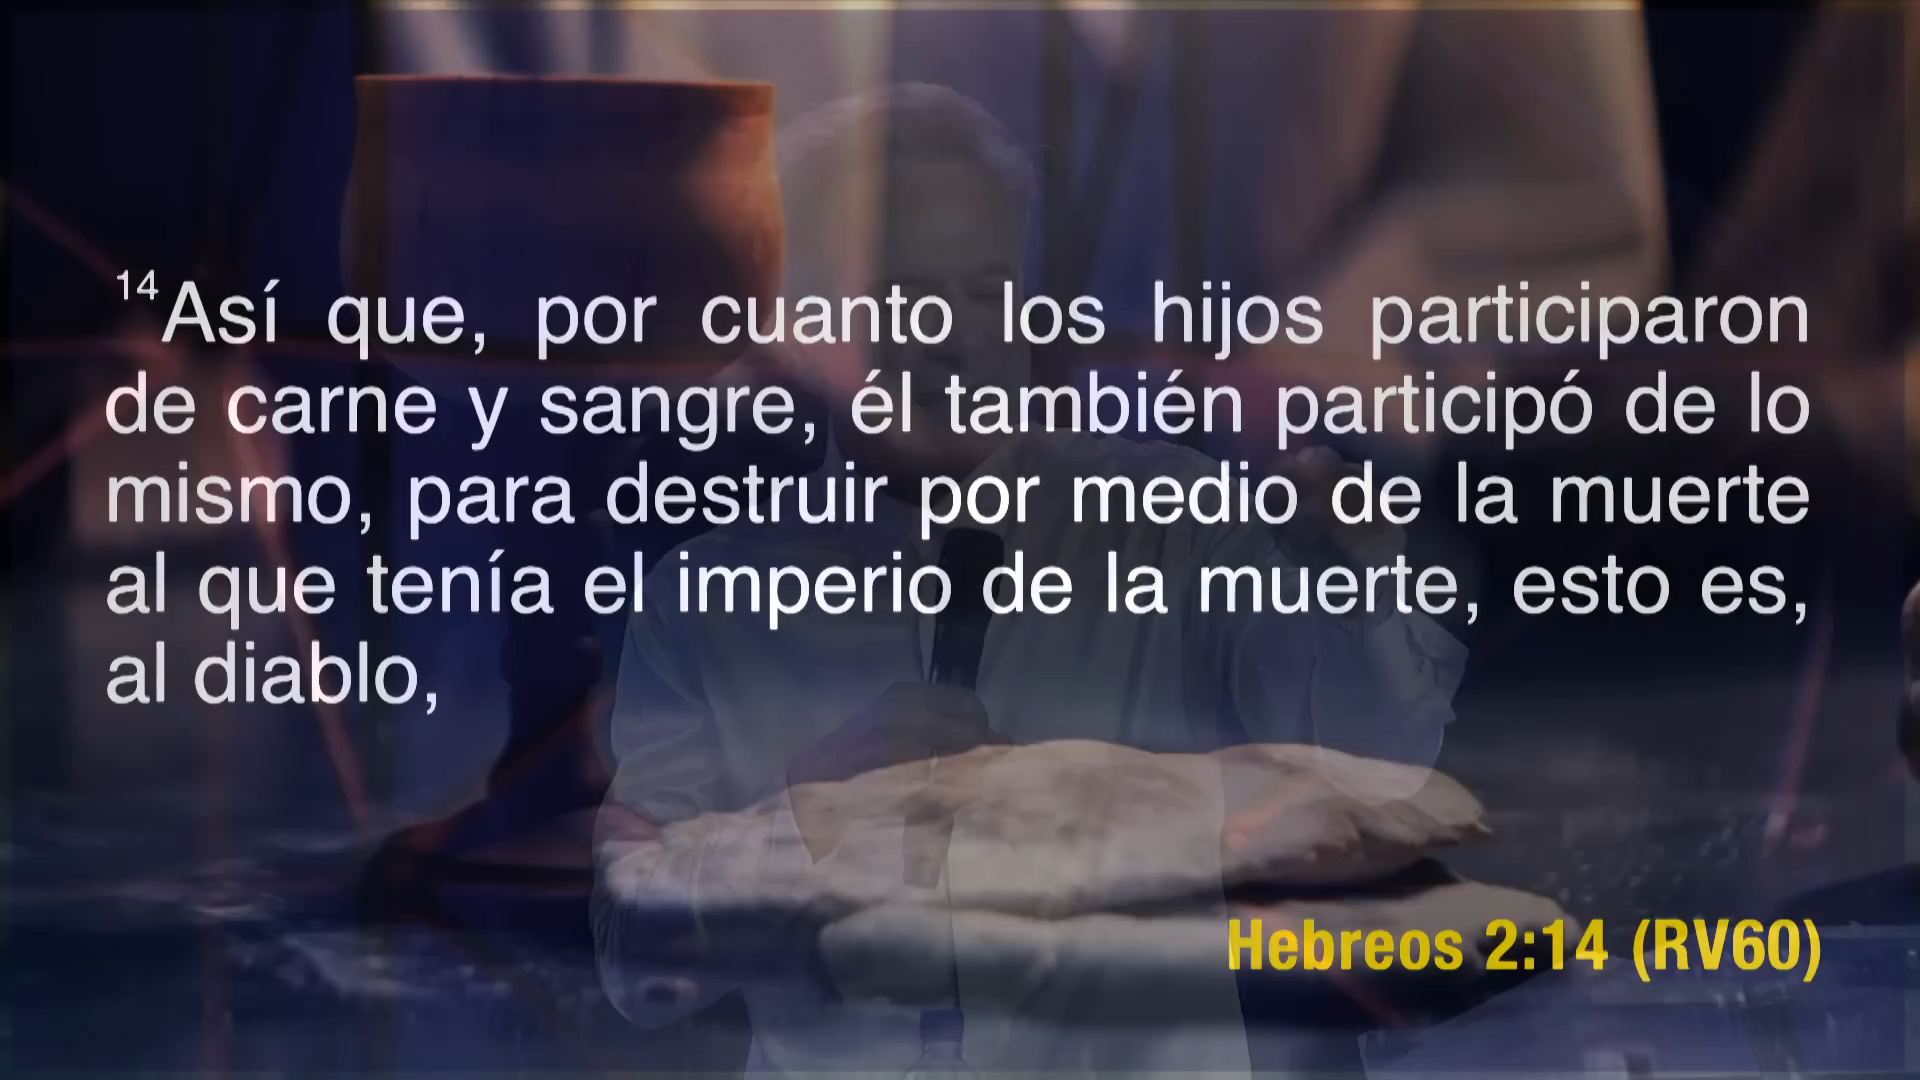 14Así que, por cuanto los hijos participaron
de carne y sangre, él también participó de lo
mismo, para destruir por medio de la muerte
al que tenía el imperio de la muerte, esto es,
al diablo,
Hebreos 2:14 (RV60)